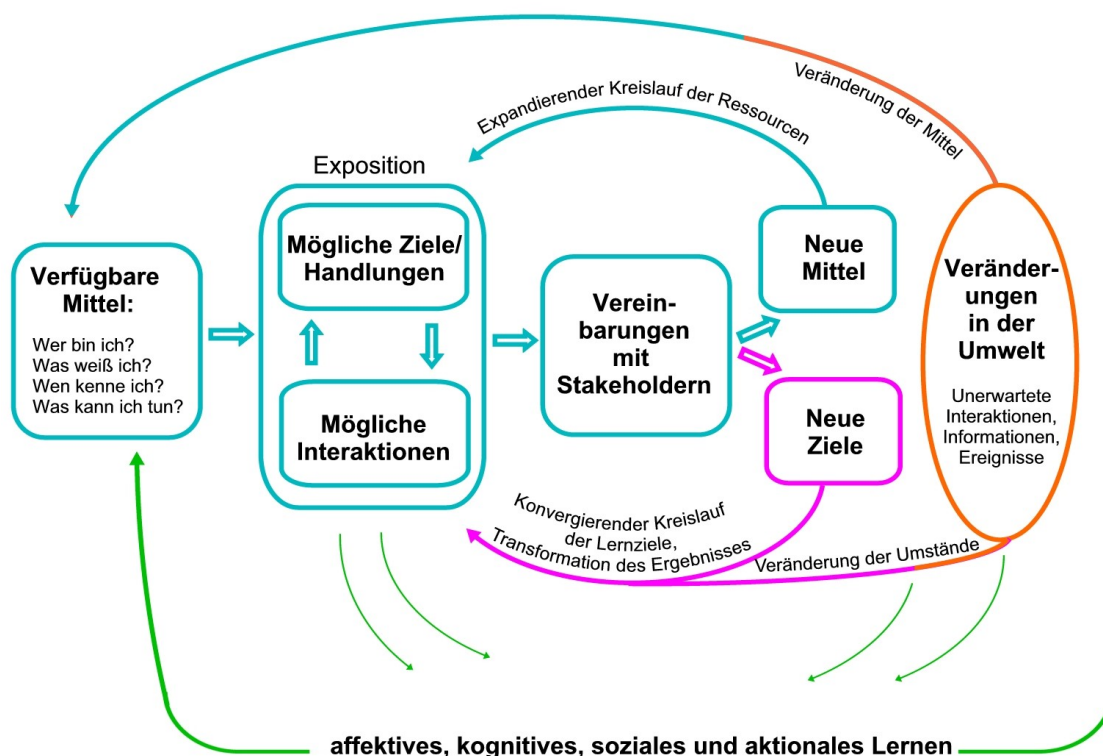 Veränderung der Mittel
Expandierender Kreislauf der Ressourcen
Exposition
Verfügbare
Mittel:
Wer bin ich?
Was weiß ich?
Wen kenne ich?
Was kann ich tun?
Mögliche Ziele/
Handlungen
Mögliche
Interaktionen
Verein-
barungen
mit
Stakeholdern
Neue
Mittel
Neue
Ziele
Veränder-
ungen
in der
Umwelt
Unerwartete
Interaktionen,
Informationen,
Ereignisse
Konvergierender Kreislauf
der Lernziele,
Transformation des Ergebnisses
Veränderung der Umstände
affektives, kognitives, soziales und aktionales Lernen